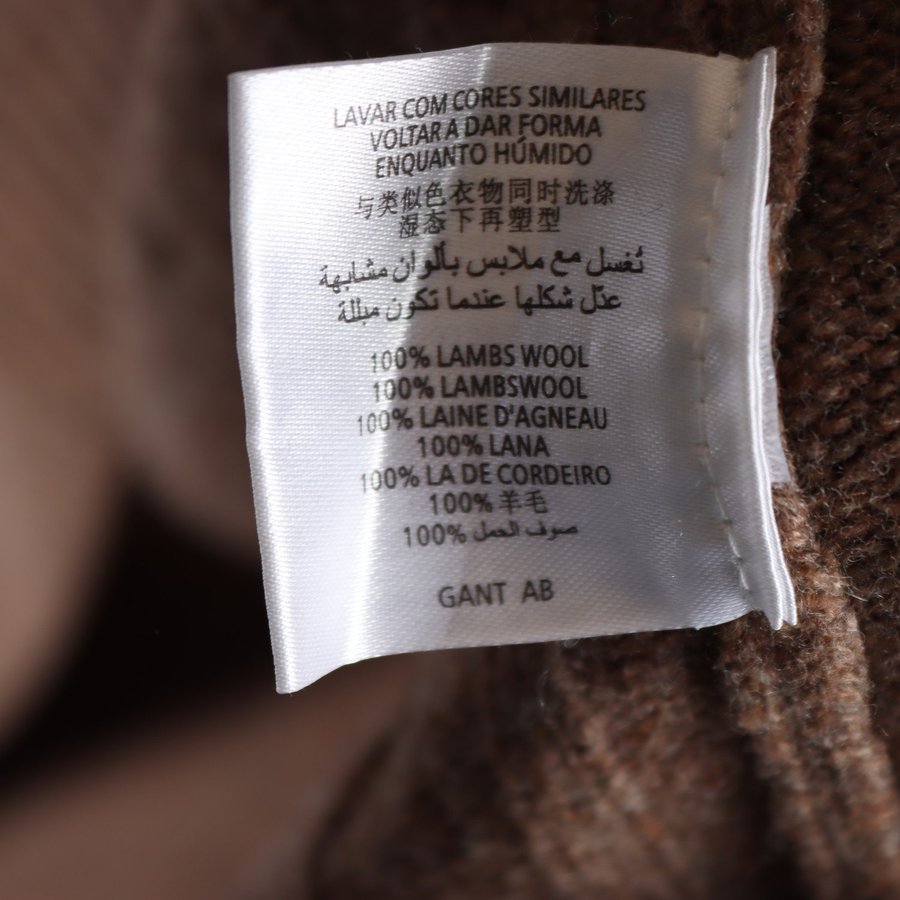 LAVAR COM CORES SIMILARES
VOLTAR A DAR FORMA
ENQUANTO HÚMIDO
与类似色衣物同时洗涤
湿态下再塑型
تُغسل مع ملابس بألوان مشابهة
عدّل شكلها عندما تكون مبللة
100% LAMBS WOOL
100% LAMBSWOOL
100% LAINE D'AGNEAU
100% LANA
100% LA DE CORDEIRO
100% 羊毛
100% صوف الحمل
GANT AB